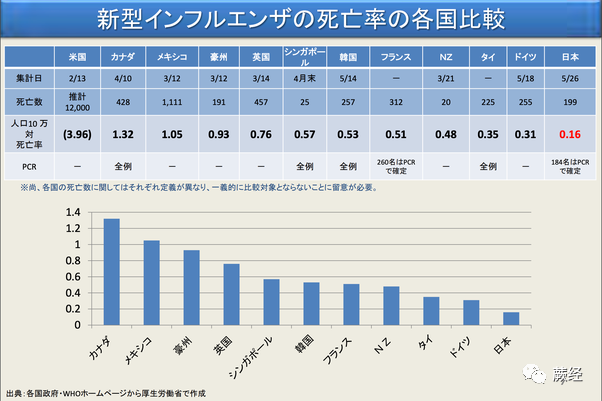 新型インフルエンザの死亡率の各国比較
米国 カナダ メキシコ 豪州 英国 シンガポール 韓国 フランス NZ タイ ドイツ 日本
集計日 2/13 4/10 3/12 3/12 3/14 4月末 5/14 － 3/21 － 5/18 5/26
死亡数 推計12,000 428 1,111 191 457 25 257 312 20 225 255 199
人口10万対死亡率 (3.96) 1.32 1.05 0.93 0.76 0.57 0.53 0.51 0.48 0.35 0.31 0.16
PCR － 全例 － － － 全例 全例 260名はPCRで確定 － 全例 － 184名はPCRで確定
※尚、各国の死亡数に関してはそれぞれ定義が異なり、一義的に比較対象とならないことに留意が必要。
1.4
1.2
1
0.8
0.6
0.4
0.2
0
カナダ メキシコ 豪州 英国 シンガポール 韓国 フランス ＮＺ タイ ドイツ 日本
蕨经
出典：各国政府・WHOホームページから厚生労働省で作成